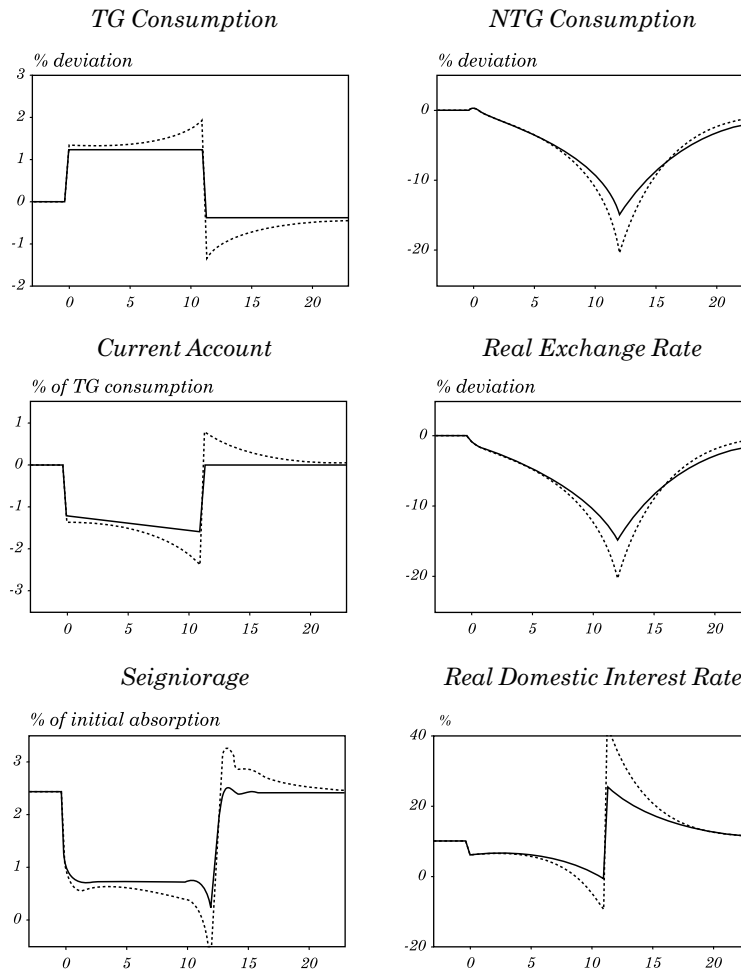 TG Consumption
% deviation
3
2
1
0
-1
-2
0 5 10 15 20
NTG Consumption
% deviation
0
-10
-20
0 5 10 15 20
Current Account
% of TG consumption
1
0
-1
-2
-3
0 5 10 15 20
Real Exchange Rate
% deviation
0
-10
-20
0 5 10 15 20
Seigniorage
% of initial absorption
3
2
1
0
0 5 10 15 20
Real Domestic Interest Rate
%
40
20
0
-20
0 5 10 15 20